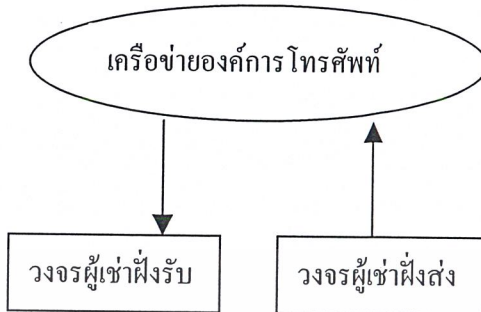 เครือข่ายองค์การโทรศัพท์
วงจรผู้เช่าฝั่งรับ
วงจรผู้เช่าฝั่งส่ง